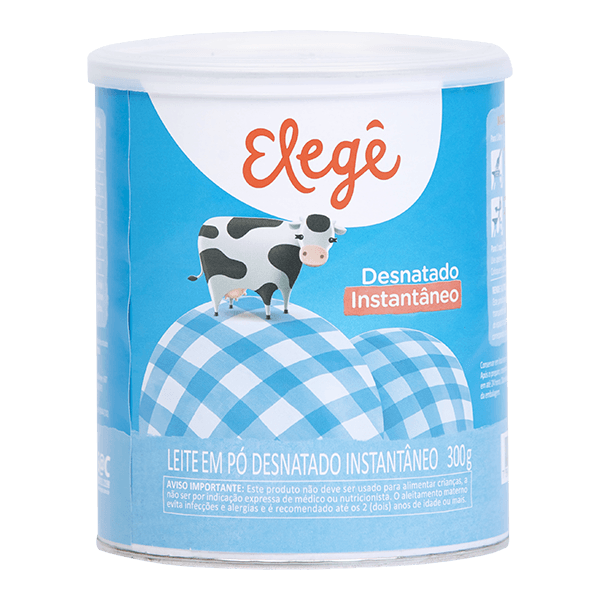 Elegê
Desnatado
Instantâneo
LEITE EM PÓ DESNATADO INSTANTÂNEO 300g
AVISO IMPORTANTE: Este produto não deve ser usado para alimentar crianças, a
não ser por indicação expressa de médico ou nutricionista. O aleitamento materno
evita infecções e alergias e é recomendado até os 2 (dois) anos de idade ou mais.